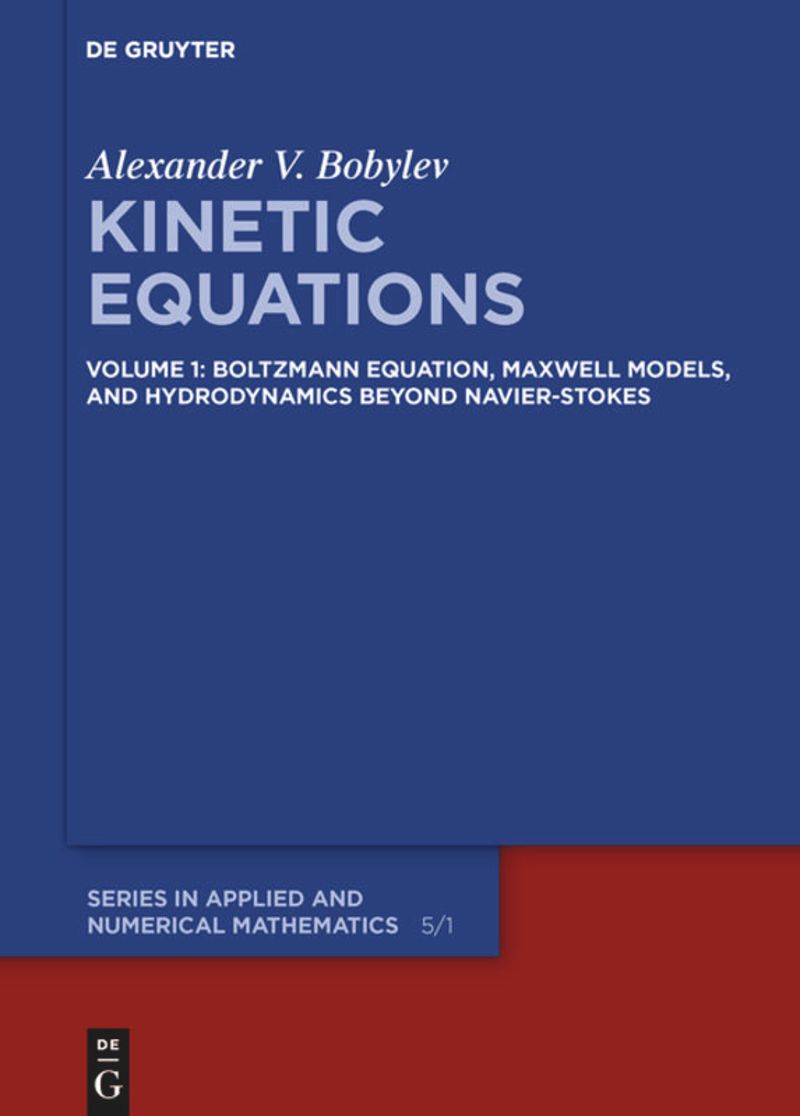 DE GRUYTER
Alexander V. Bobylev
KINETIC
EQUATIONS
VOLUME 1: BOLTZMANN EQUATION, MAXWELL MODELS,
AND HYDRODYNAMICS BEYOND NAVIER-STOKES
SERIES IN APPLIED AND
NUMERICAL MATHEMATICS 5/1
DE
G